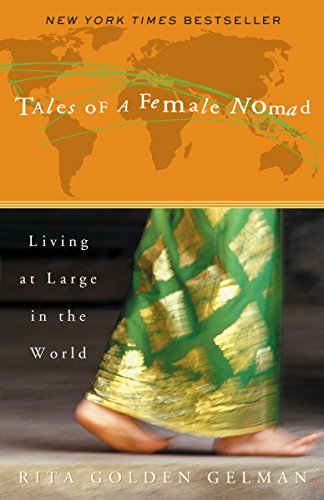 NEW YORK TIMES BESTSELLER
TAles oF A FemaLe NOmad
Living
at Large
in the
World
RITA GOLDEN GELMAN